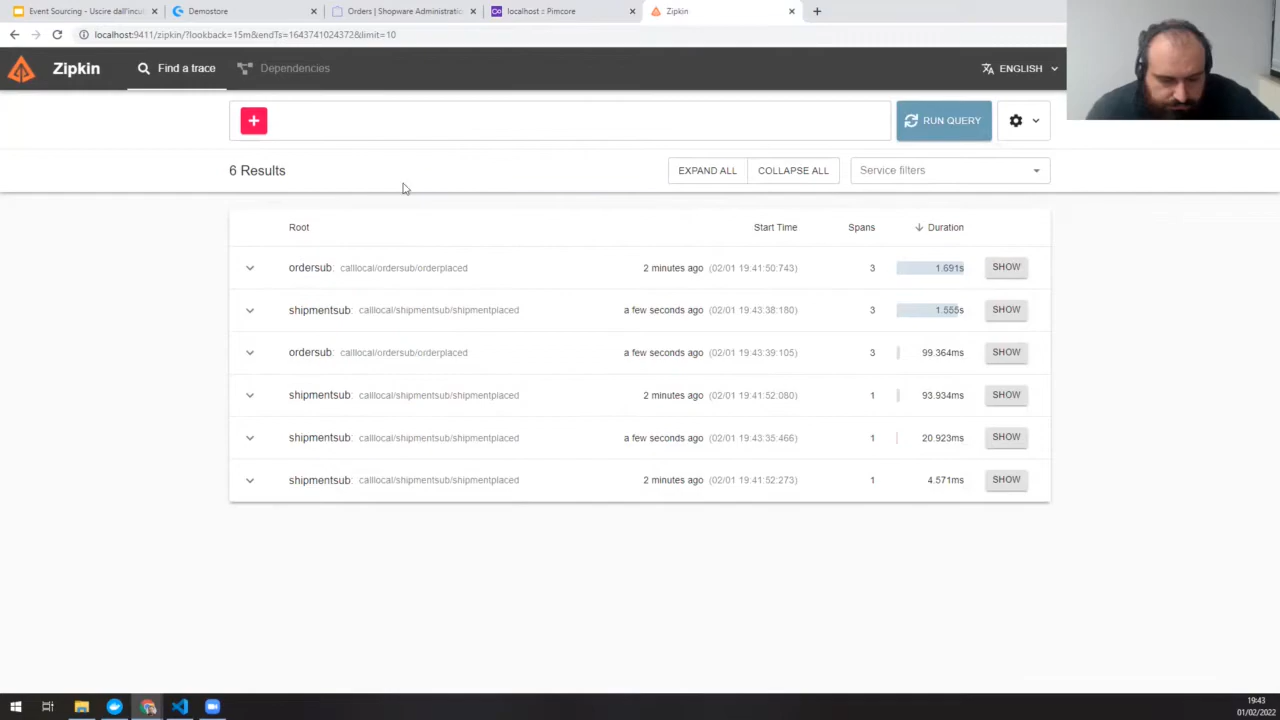 Event Sourcing - Uscire dall'incu
Demostore
Orders | Shopware Administratio
localhost :: Pimcore
Zipkin
localhost:9411/zipkin/?lookback=15m&endTs=1643741024372&limit=10
Zipkin
Find a trace
Dependencies
ENGLISH
RUN QUERY
6 Results
EXPAND ALL
COLLAPSE ALL
Service filters
Root Start Time Spans Duration
ordersub: calllocal/ordersub/orderplaced 2 minutes ago (02/01 19:41:50:743) 3 1.691s SHOW
shipmentsub: calllocal/shipmentsub/shipmentplaced a few seconds ago (02/01 19:43:38:180) 3 1.555s SHOW
ordersub: calllocal/ordersub/orderplaced a few seconds ago (02/01 19:43:39:105) 3 99.364ms SHOW
shipmentsub: calllocal/shipmentsub/shipmentplaced 2 minutes ago (02/01 19:41:52:080) 1 93.934ms SHOW
shipmentsub: calllocal/shipmentsub/shipmentplaced a few seconds ago (02/01 19:43:35:466) 1 20.923ms SHOW
shipmentsub: calllocal/shipmentsub/shipmentplaced 2 minutes ago (02/01 19:41:52:273) 1 4.571ms SHOW
19:43
01/02/2022